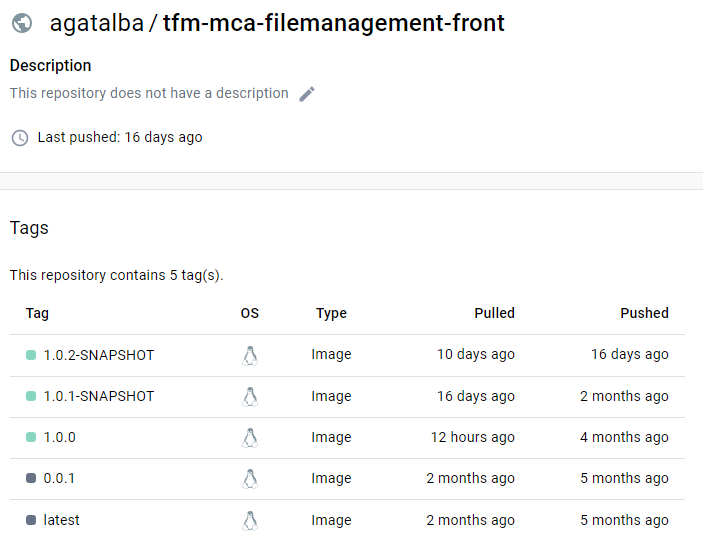 agatalba / tfm-mca-filemanagement-front
Description
This repository does not have a description
Last pushed: 16 days ago
Tags
This repository contains 5 tag(s).
Tag OS Type Pulled Pushed
1.0.2-SNAPSHOT Image 10 days ago 16 days ago
1.0.1-SNAPSHOT Image 16 days ago 2 months ago
1.0.0 Image 12 hours ago 4 months ago
0.0.1 Image 2 months ago 5 months ago
latest Image 2 months ago 5 months ago